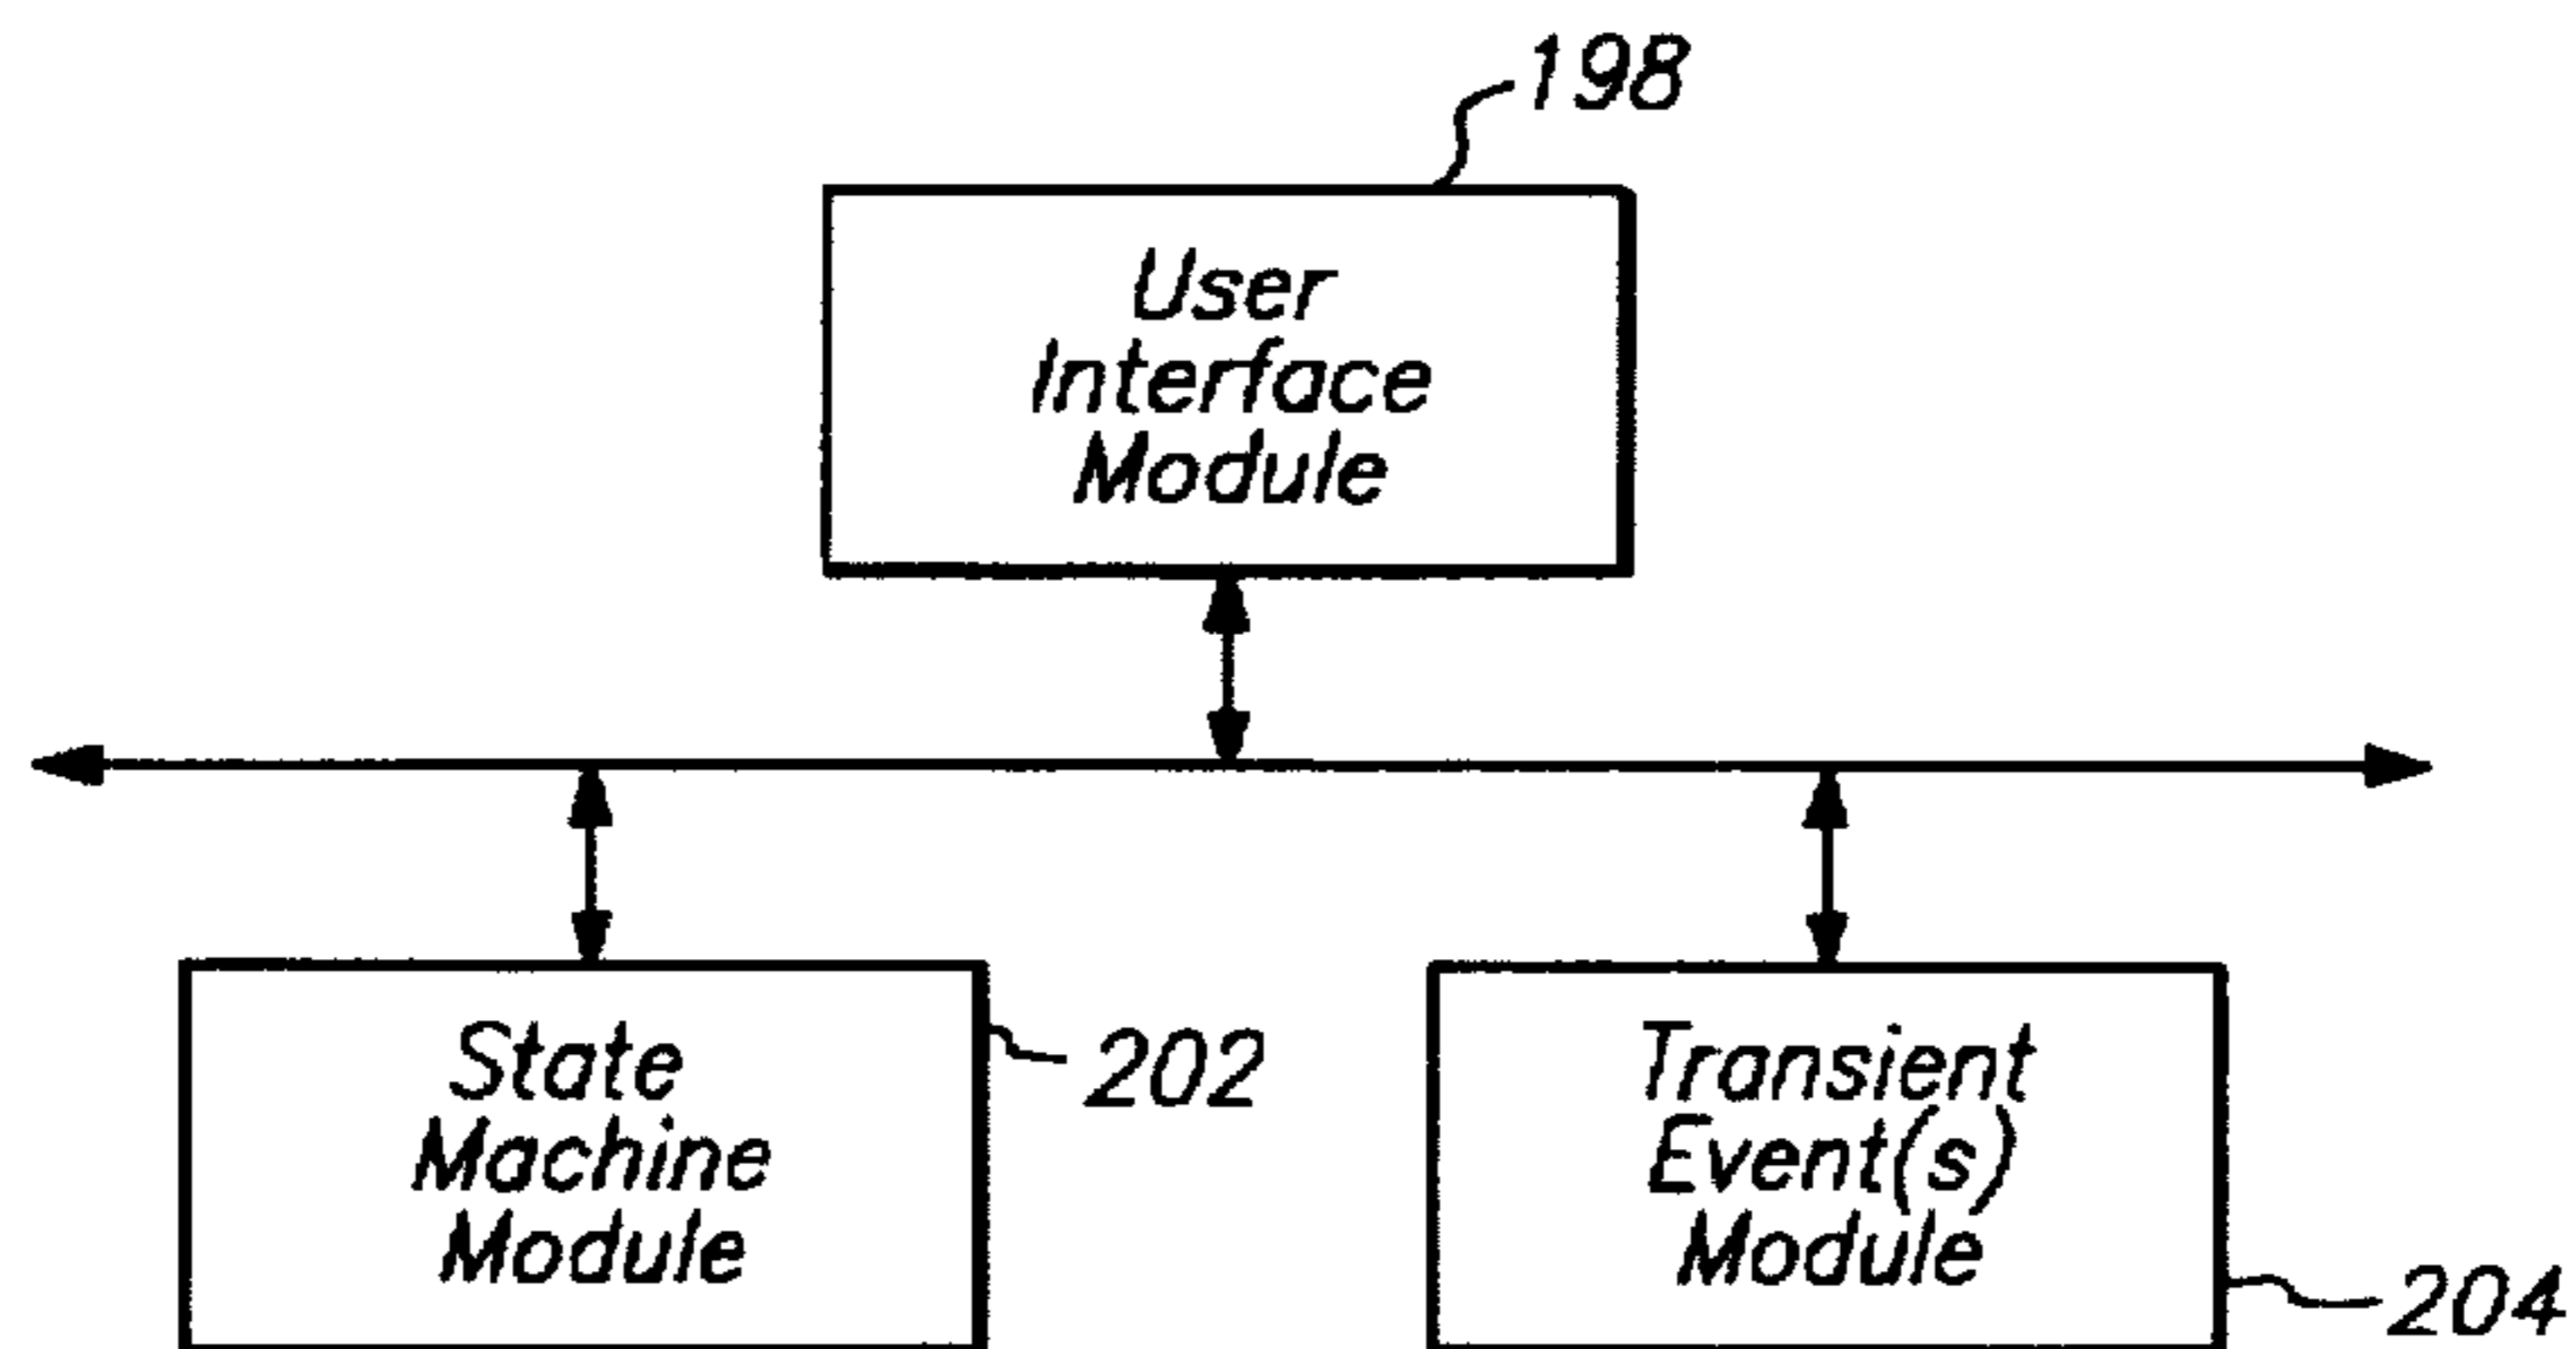 198
User
Interface
Module
State
Machine
Module
202
Transient
Event(s)
Module
204